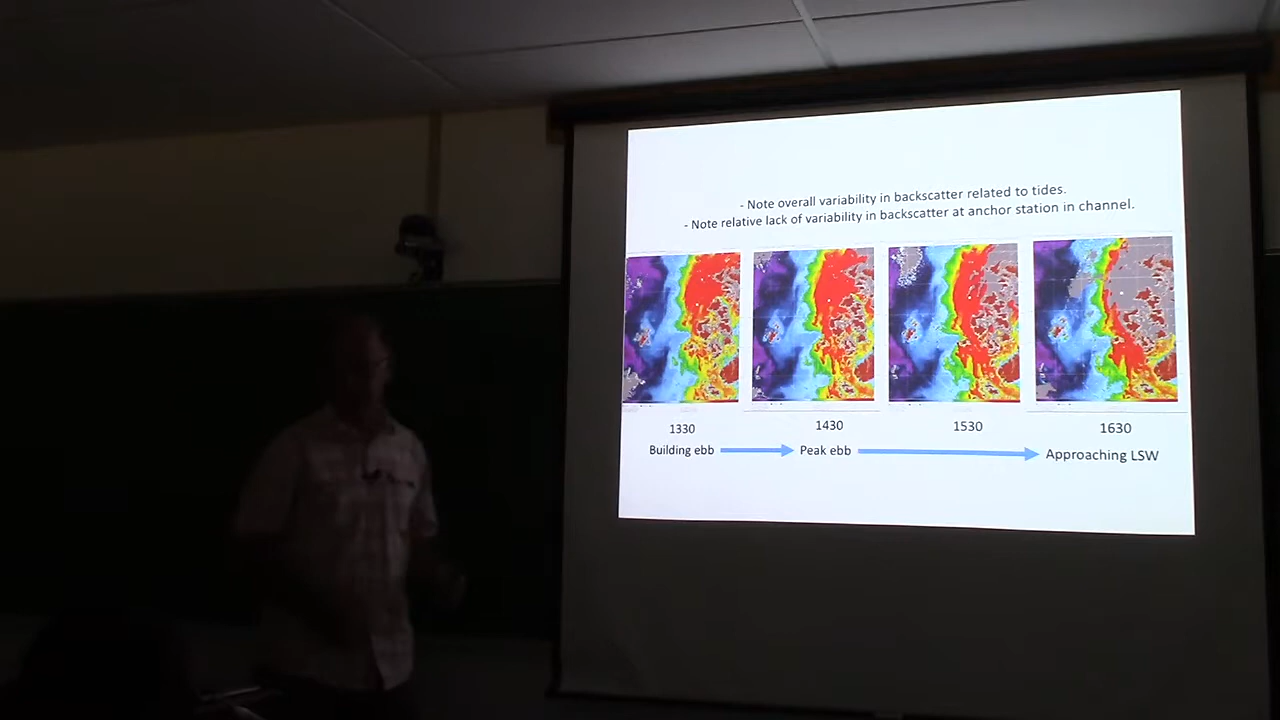 - Note overall variability in backscatter related to tides.
- Note relative lack of variability in backscatter at anchor station in channel.
1330 1430 1530 1630
Building ebb Peak ebb Approaching LSW